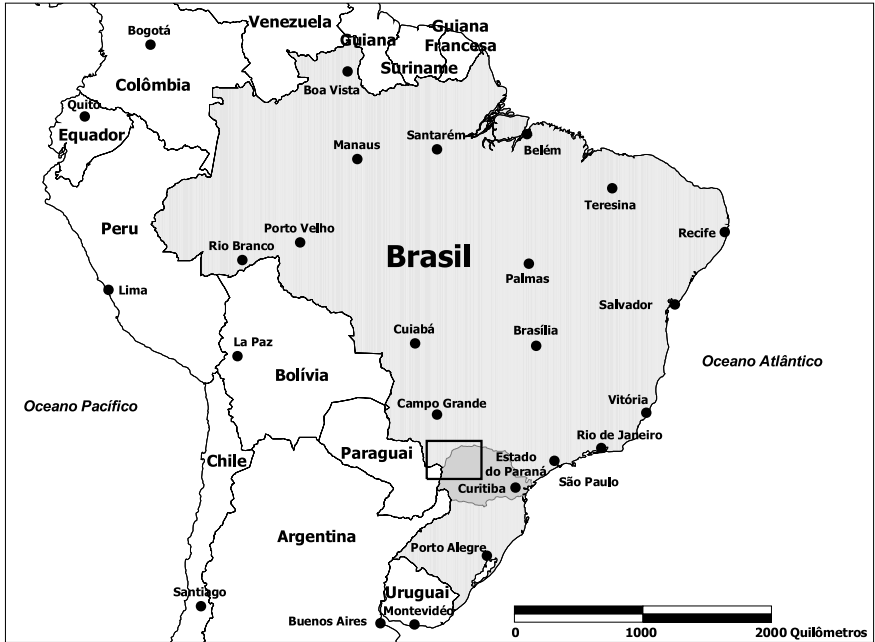 Venezuela
Guiana
Guiana
Francesa
Suriname
Bogotá
Colômbia
Boa Vista
Quito
Equador
Manaus
Santarém
Belém
Teresina
Peru
Porto Velho
Rio Branco
Brasil
Recife
Palmas
Lima
Salvador
La Paz
Cuiabá
Brasília
Bolívia
Oceano Atlântico
Oceano Pacífico
Campo Grande
Vitória
Rio de Janeiro
Paraguai
Chile
Estado
do Paraná
São Paulo
Curitiba
Argentina
Porto Alegre
Santiago
Uruguai
Buenos Aires
Montevidéo
0 1000 2000 Quilômetros